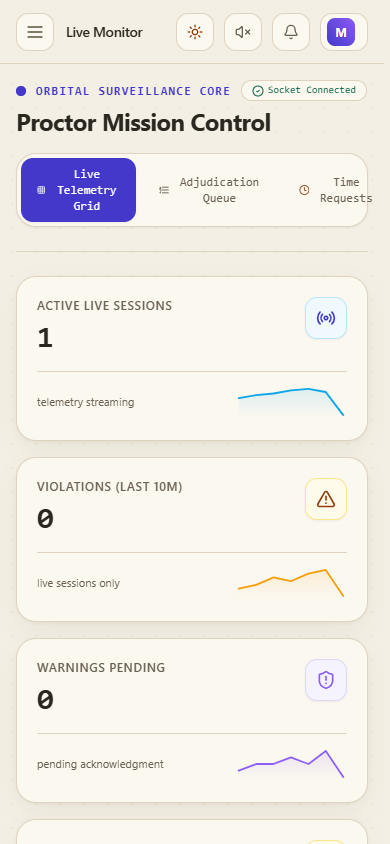 Live Monitor
M
ORBITAL SURVEILLANCE CORE
Socket Connected
Proctor Mission Control
Live
Telemetry
Grid
Adjudication
Queue
Time
Requests
ACTIVE LIVE SESSIONS
1
telemetry streaming
VIOLATIONS (LAST 10M)
0
live sessions only
WARNINGS PENDING
0
pending acknowledgment